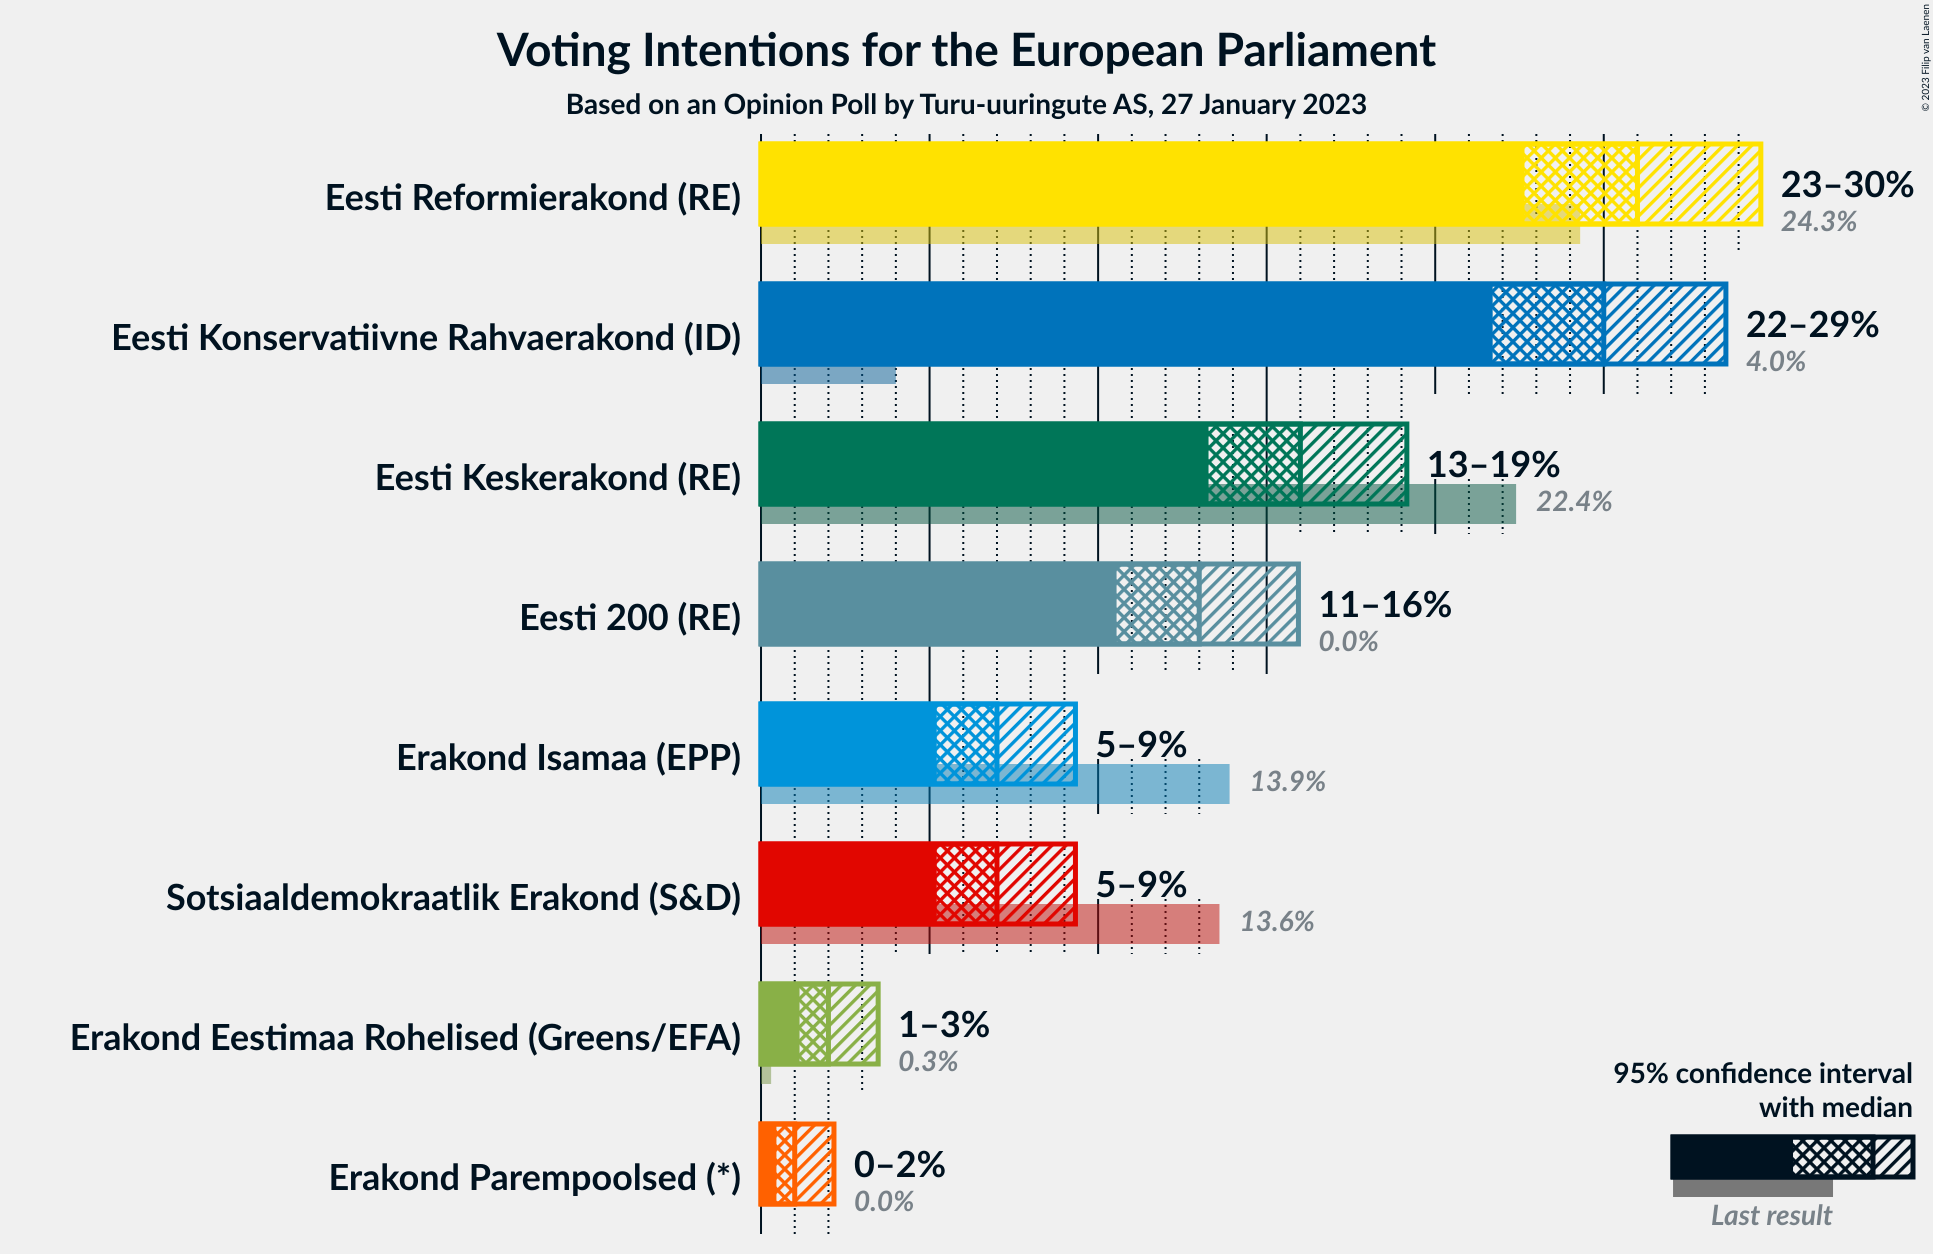 Voting Intentions for the European Parliament
Based on an Opinion Poll by Turu-uuringute AS, 27 January 2023
© 2023 Filip van Laenen
Eesti Reformierakond (RE)
23–30%
24.3%
Eesti Konservatiivne Rahvaerakond (ID)
22–29%
4.0%
Eesti Keskerakond (RE)
13–19%
22.4%
Eesti 200 (RE)
11–16%
0.0%
Erakond Isamaa (EPP)
5–9%
13.9%
Sotsiaaldemokraatlik Erakond (S&D)
5–9%
13.6%
Erakond Eestimaa Rohelised (Greens/EFA)
1–3%
0.3%
Erakond Parempoolsed (*)
0–2%
0.0%
95% confidence interval
with median
Last result